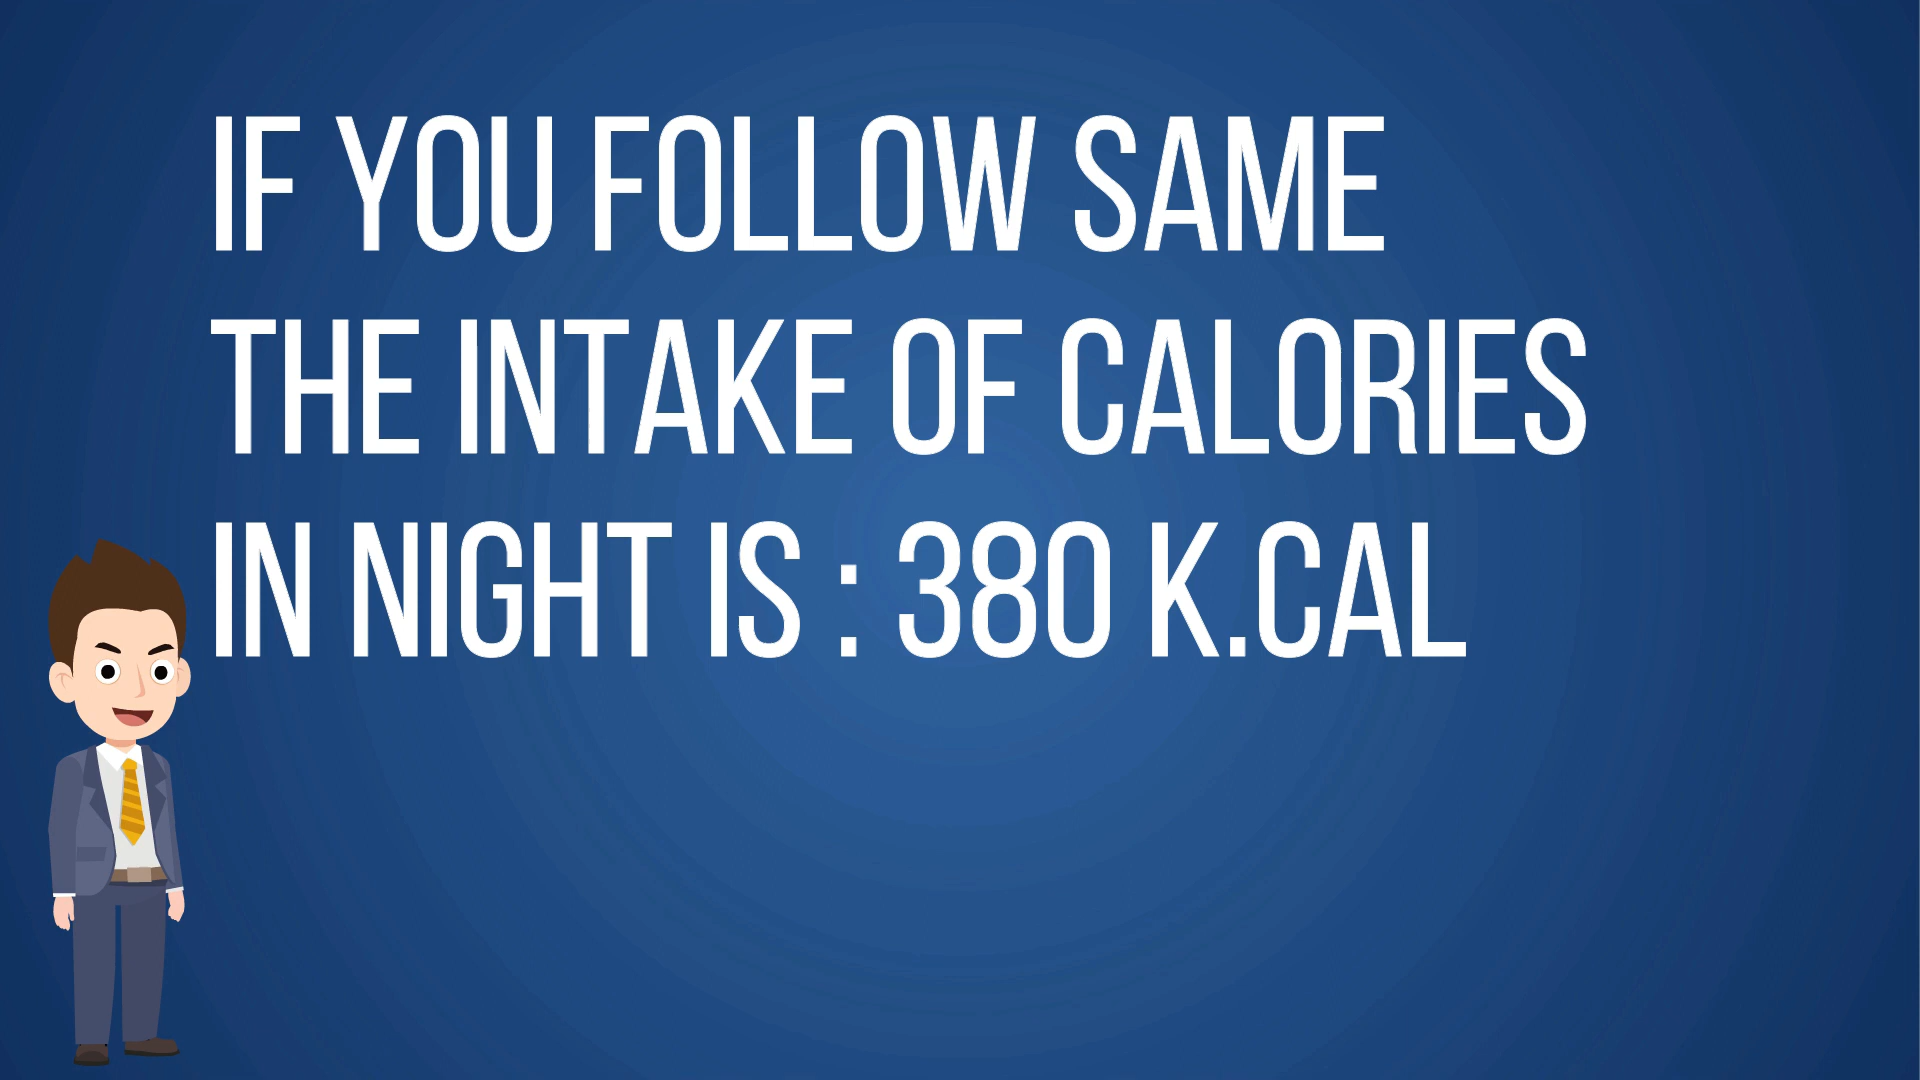 IF YOU FOLLOW SAME
THE INTAKE OF CALORIES
IN NIGHT IS : 380 K.CAL